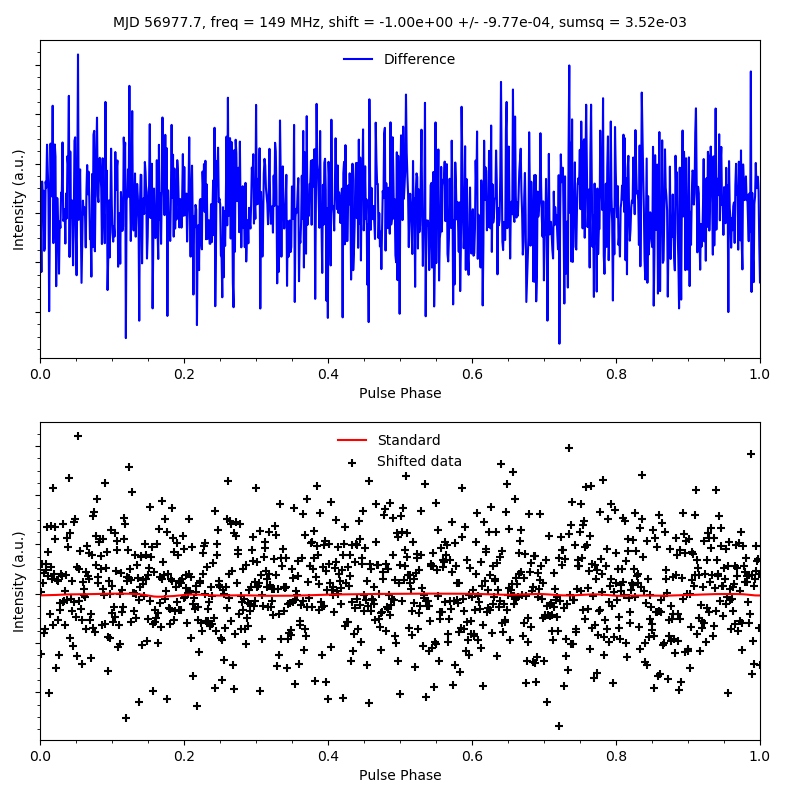 MJD 56977.7, freq = 149 MHz, shift = -1.00e+00 +/- -9.77e-04, sumsq = 3.52e-03
Difference
Intensity (a.u.)
0.0 0.2 0.4 0.6 0.8 1.0
Pulse Phase
Standard
Shifted data
Intensity (a.u.)
0.0 0.2 0.4 0.6 0.8 1.0
Pulse Phase